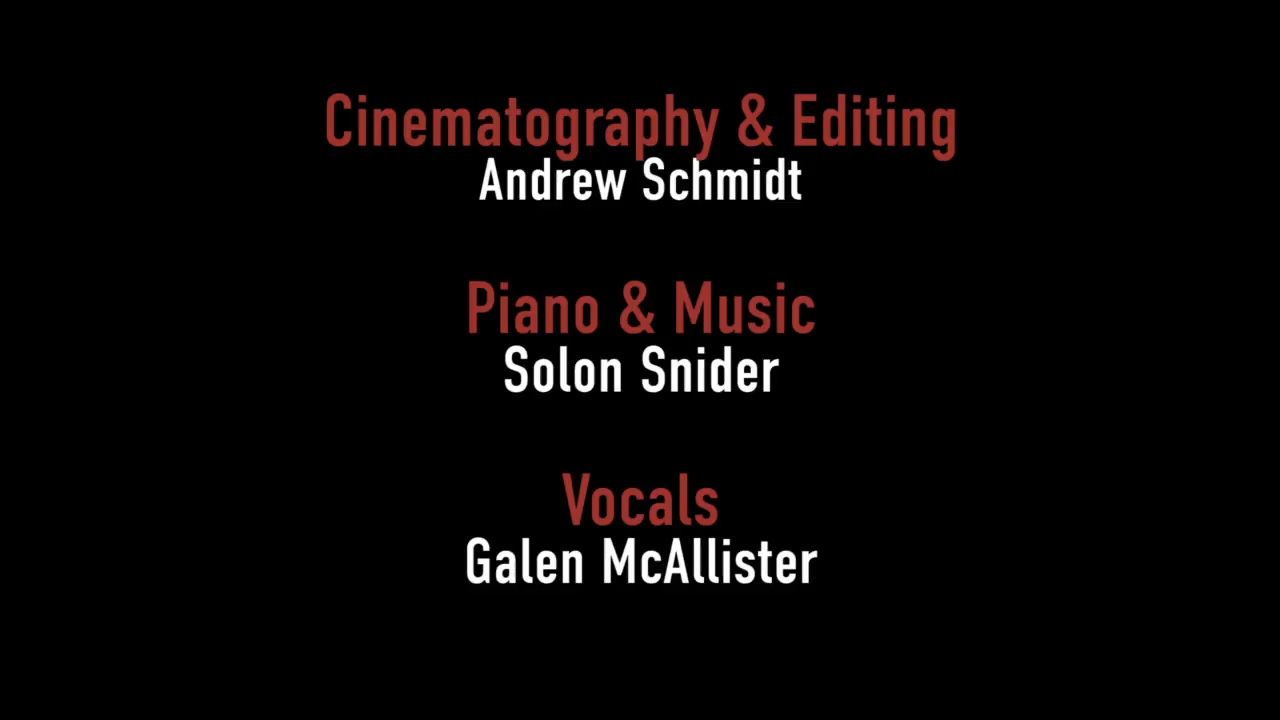 Cinematography & Editing
Andrew Schmidt
Piano & Music
Solon Snider
Vocals
Galen McAllister